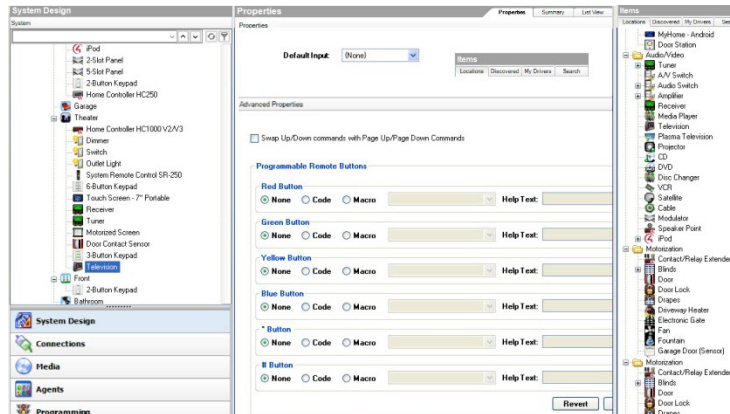 System Design
System
iPod
2-Slot Panel
5-Slot Panel
2-Button Keypad
Home Controller HC250
Garage
Theater
Home Controller HC1000 V2/V3
Dimmer
Switch
Outlet Light
System Remote Control SR-250
6-Button Keypad
Touch Screen - 7" Portable
Receiver
Tuner
Motorized Screen
Door Contact Sensor
3-Button Keypad
Television
Front
2-Button Keypad
Bathroom
System Design
Connections
Media
Agents
Programming
Properties
Properties Summary List View
Properties
Default Input: (None)
Items
Locations Discovered My Drivers Search
Advanced Properties
Swap Up/Down commands with Page Up/Page Down Commands
Programmable Remote Buttons
Red Button
None Code Macro Help Text:
Green Button
None Code Macro Help Text:
Yellow Button
None Code Macro Help Text:
Blue Button
None Code Macro Help Text:
* Button
None Code Macro Help Text:
# Button
None Code Macro Help Text:
Revert
Items
Locations Discovered My Drivers Sea
MyHome - Android
Door Station
Audio/Video
Tuner
A/V Switch
Audio Switch
Amplifier
Receiver
Media Player
Television
Plasma Television
Projector
CD
DVD
Disc Changer
VCR
Satellite
Cable
Modulator
Speaker Point
iPod
Motorization
Contact/Relay Extender
Blinds
Door
Door Lock
Drapes
Driveway Heater
Electronic Gate
Fan
Fountain
Garage Door (Sensor)
Motorization
Contact/Relay Extender
Blinds
Door
Door Lock
Drapes